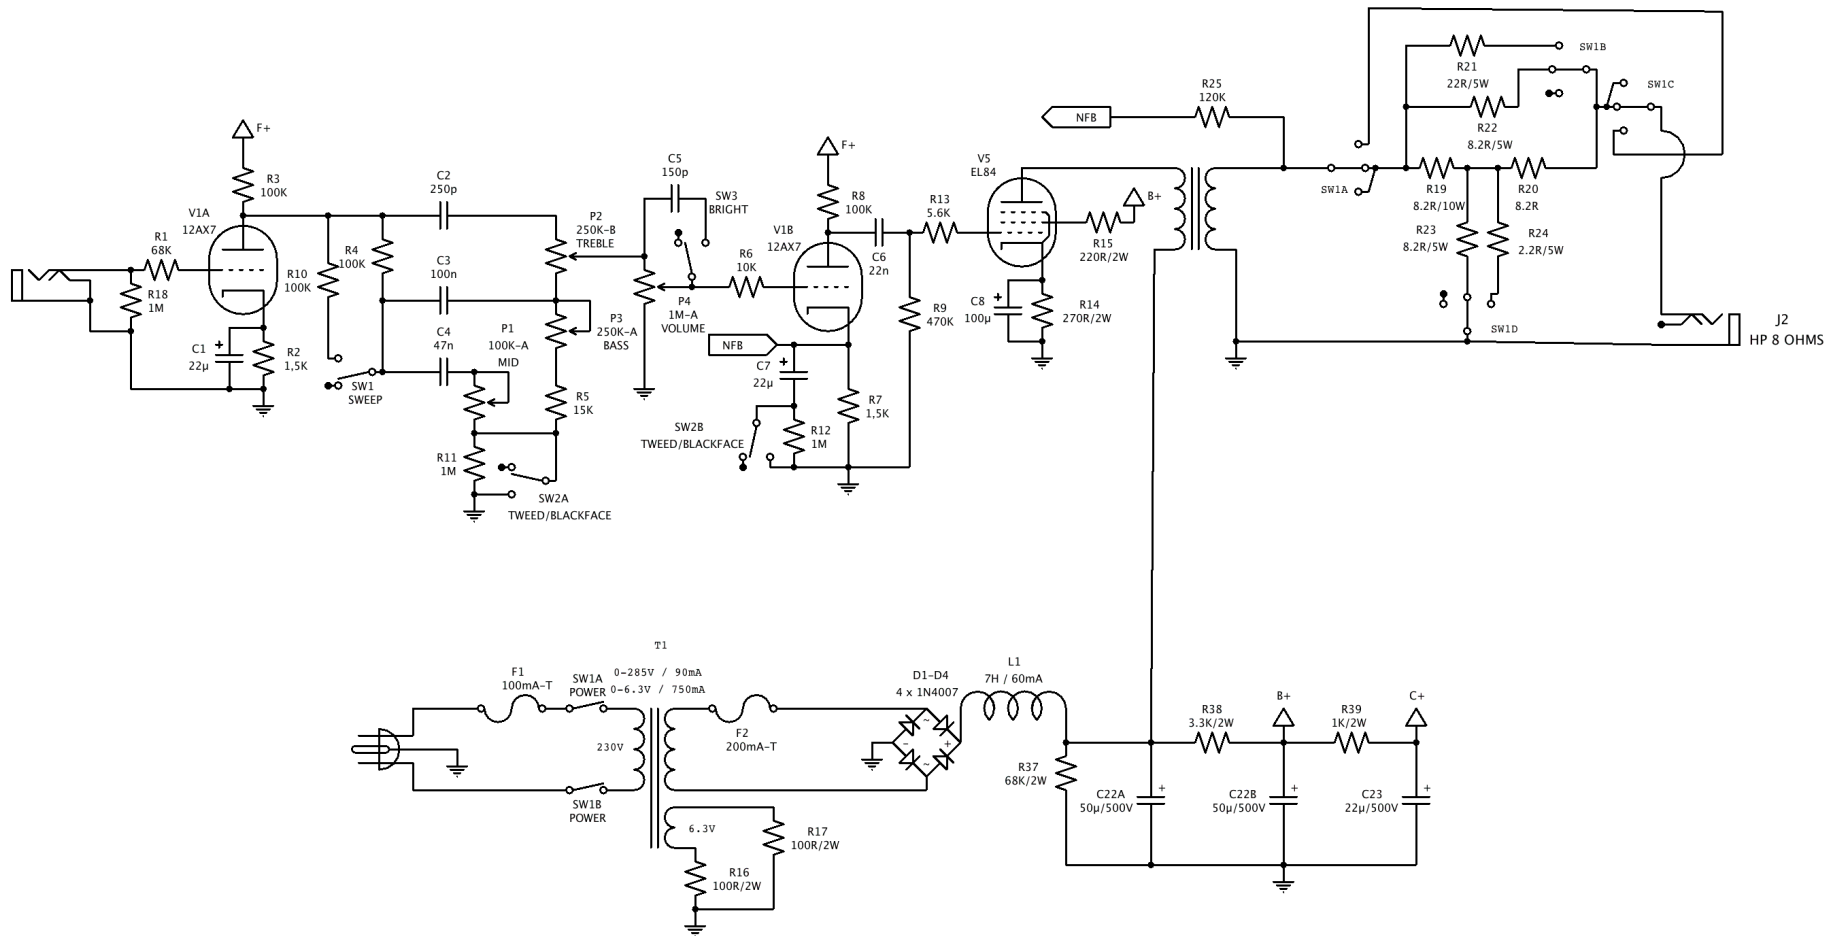 F+
R3
100K
V1A
12AX7
R1
68K
R18
1M
C1
22µ
R2
1,5K
R10
100K
R4
100K
SW1
SWEEP
C2
250p
C3
100n
C4
47n
P1
100K-A
MID
P2
250K-B
TREBLE
P3
250K-A
BASS
R5
15K
R11
1M
SW2A
TWEED/BLACKFACE
C5
150p
SW3
BRIGHT
P4
1M-A
VOLUME
R6
10K
F+
R8
100K
V1B
12AX7
NFB
C7
22µ
SW2B
TWEED/BLACKFACE
R12
1M
R7
1,5K
C6
22n
R9
470K
R13
5.6K
V5
EL84
R15
220R/2W
B+
C8
100µ
R14
270R/2W
NFB
R25
120K
SW1A
R21
22R/5W
SW1B
R22
8.2R/5W
SW1C
R19
8.2R/10W
R20
8.2R
R23
8.2R/5W
R24
2.2R/5W
SW1D
J2
HP 8 OHMS
T1
0-285V / 90mA
0-6.3V / 750mA
F1
100mA-T
SW1A
POWER
230V
SW1B
POWER
F2
200mA-T
6.3V
R17
100R/2W
R16
100R/2W
D1-D4
4 x 1N4007
~
- +
~
L1
7H / 60mA
R37
68K/2W
R38
3.3K/2W
B+
R39
1K/2W
C+
C22A
50µ/500V
+
C22B
50µ/500V
+
C23
22µ/500V
+